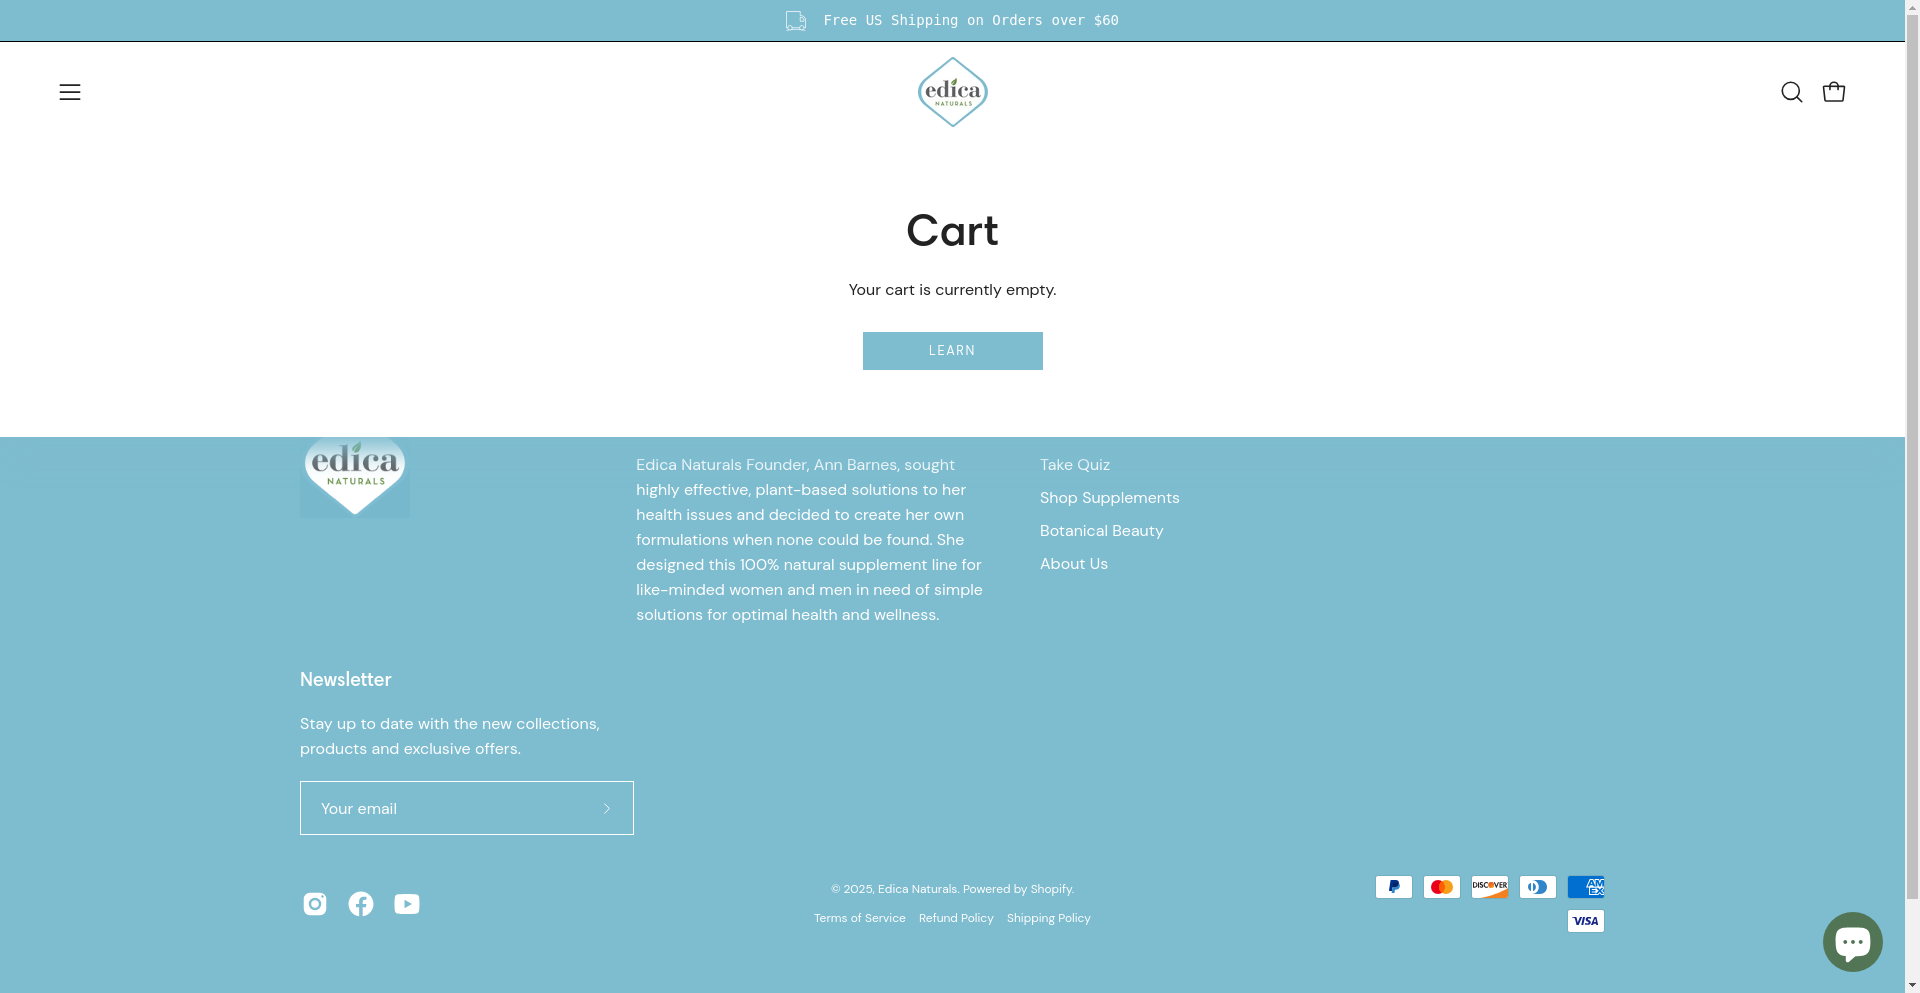 Free US Shipping on Orders over $60
edica
NATURALS
Cart
Your cart is currently empty.
LEARN
edica
NATURALS
Edica Naturals Founder, Ann Barnes, sought
highly effective, plant-based solutions to her
health issues and decided to create her own
formulations when none could be found. She
designed this 100% natural supplement line for
like-minded women and men in need of simple
solutions for optimal health and wellness.
Take Quiz
Shop Supplements
Botanical Beauty
About Us
Newsletter
Stay up to date with the new collections,
products and exclusive offers.
Your email
© 2025, Edica Naturals. Powered by Shopify.
Terms of Service Refund Policy Shipping Policy
DISCOVER
AMEX
VISA